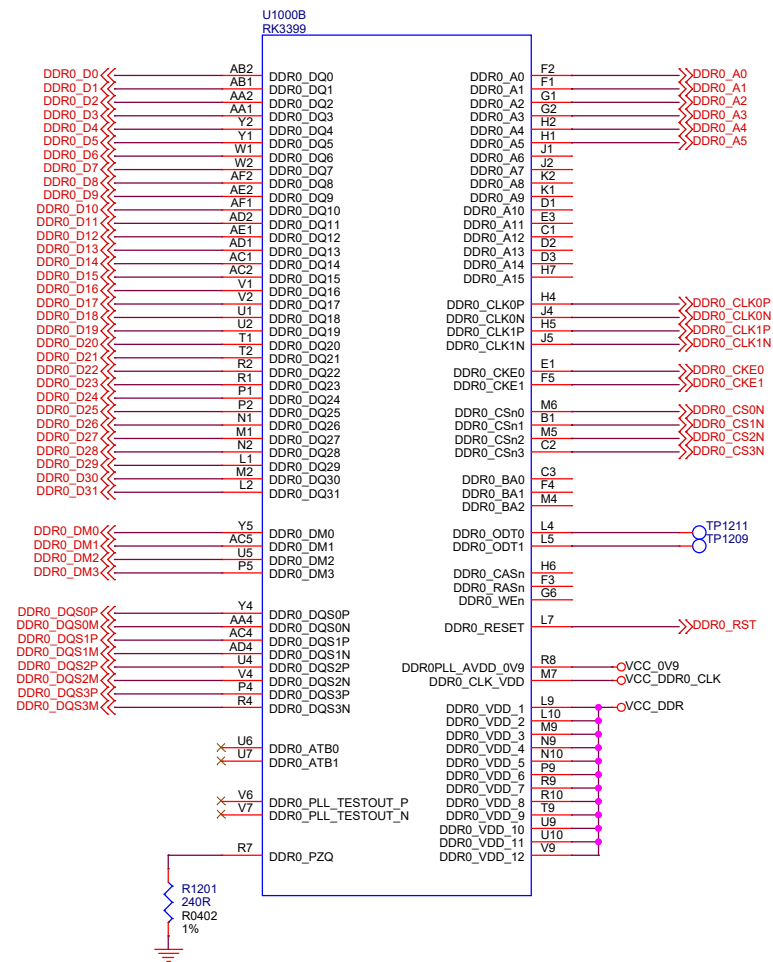 U1000B
RK3399
DDR0_D0 AB2 DDR0_DQ0 DDR0_A0 F2 DDR0_A0
DDR0_D1 AB1 DDR0_DQ1 DDR0_A1 F1 DDR0_A1
DDR0_D2 AA2 DDR0_DQ2 DDR0_A2 G1 DDR0_A2
DDR0_D3 AA1 DDR0_DQ3 DDR0_A3 G2 DDR0_A3
DDR0_D4 Y2 DDR0_DQ4 DDR0_A4 H2 DDR0_A4
DDR0_D5 Y1 DDR0_DQ5 DDR0_A5 H1 DDR0_A5
DDR0_D6 W1 DDR0_DQ6 DDR0_A6 J1
DDR0_D7 W2 DDR0_DQ7 DDR0_A7 J2
DDR0_D8 AF2 DDR0_DQ8 DDR0_A8 K2
DDR0_D9 AE2 DDR0_DQ9 DDR0_A9 K1
DDR0_D10 AF1 DDR0_DQ10 DDR0_A10 D1
DDR0_D11 AD2 DDR0_DQ11 DDR0_A11 E3
DDR0_D12 AE1 DDR0_DQ12 DDR0_A12 C1
DDR0_D13 AD1 DDR0_DQ13 DDR0_A13 D2
DDR0_D14 AC1 DDR0_DQ14 DDR0_A14 D3
DDR0_D15 AC2 DDR0_DQ15 DDR0_A15 H7
DDR0_D16 V1 DDR0_DQ16
DDR0_D17 V2 DDR0_DQ17 DDR0_CLK0P H4 DDR0_CLK0P
DDR0_D18 U1 DDR0_DQ18 DDR0_CLK0N J4 DDR0_CLK0N
DDR0_D19 U2 DDR0_DQ19 DDR0_CLK1P H5 DDR0_CLK1P
DDR0_D20 T1 DDR0_DQ20 DDR0_CLK1N J5 DDR0_CLK1N
DDR0_D21 T2 DDR0_DQ21
DDR0_D22 R2 DDR0_DQ22 DDR0_CKE0 E1 DDR0_CKE0
DDR0_D23 R1 DDR0_DQ23 DDR0_CKE1 F5 DDR0_CKE1
DDR0_D24 P1 DDR0_DQ24
DDR0_D25 P2 DDR0_DQ25 DDR0_CSn0 M6 DDR0_CS0N
DDR0_D26 N1 DDR0_DQ26 DDR0_CSn1 B1 DDR0_CS1N
DDR0_D27 M1 DDR0_DQ27 DDR0_CSn2 M5 DDR0_CS2N
DDR0_D28 N2 DDR0_DQ28 DDR0_CSn3 C2 DDR0_CS3N
DDR0_D29 L1 DDR0_DQ29
DDR0_D30 M2 DDR0_DQ30 DDR0_BA0 C3
DDR0_D31 L2 DDR0_DQ31 DDR0_BA1 F4
DDR0_BA2 M4
DDR0_DM0 Y5 DDR0_DM0 DDR0_ODT0 L4 TP1211
DDR0_DM1 AC5 DDR0_DM1 DDR0_ODT1 L5 TP1209
DDR0_DM2 U5 DDR0_DM2
DDR0_DM3 P5 DDR0_DM3 DDR0_CASn H6
DDR0_RASn F3
DDR0_WEn G6
DDR0_DQS0P Y4 DDR0_DQS0P
DDR0_DQS0M AA4 DDR0_DQS0N DDR0_RESET L7 DDR0_RST
DDR0_DQS1P AC4 DDR0_DQS1P
DDR0_DQS1M AD4 DDR0_DQS1N
DDR0_DQS2P U4 DDR0_DQS2P DDR0PLL_AVDD_0V9 R8 VCC_0V9
DDR0_DQS2M V4 DDR0_DQS2N DDR0_CLK_VDD M7 VCC_DDR0_CLK
DDR0_DQS3P P4 DDR0_DQS3P
DDR0_DQS3M R4 DDR0_DQS3N DDR0_VDD_1 L9 VCC_DDR
DDR0_VDD_2 L10
DDR0_VDD_3 M9
U6 DDR0_ATB0 DDR0_VDD_4 N9
U7 DDR0_ATB1 DDR0_VDD_5 N10
DDR0_VDD_6 P9
DDR0_VDD_7 R9
V6 DDR0_PLL_TESTOUT_P DDR0_VDD_8 R10
V7 DDR0_PLL_TESTOUT_N DDR0_VDD_9 T9
DDR0_VDD_10 U9
DDR0_VDD_11 U10
R7 DDR0_PZQ DDR0_VDD_12 V9
R1201
240R
R0402
1%